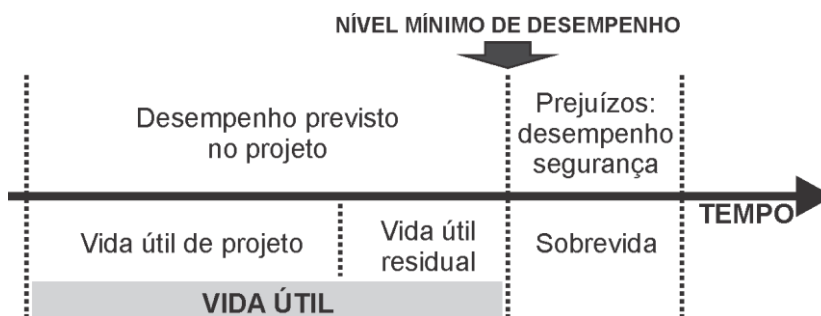 NÍVEL MÍNIMO DE DESEMPENHO
Desempenho previsto
no projeto
Prejuízos:
desempenho
segurança
TEMPO
Vida útil de projeto
Vida útil
residual
Sobrevida
VIDA ÚTIL